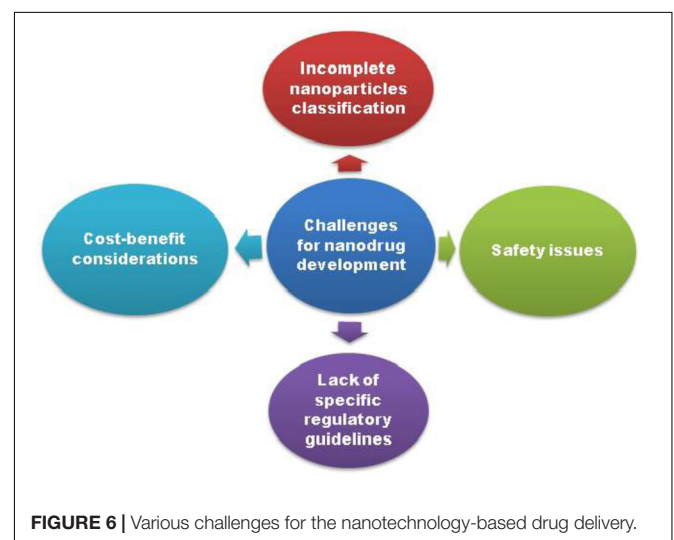 Incomplete
nanoparticles
classification
Cost-benefit
considerations
Challenges
for nanodrug
development
Safety issues
Lack of
specific
regulatory
guidelines
FIGURE 6 | Various challenges for the nanotechnology-based drug delivery.